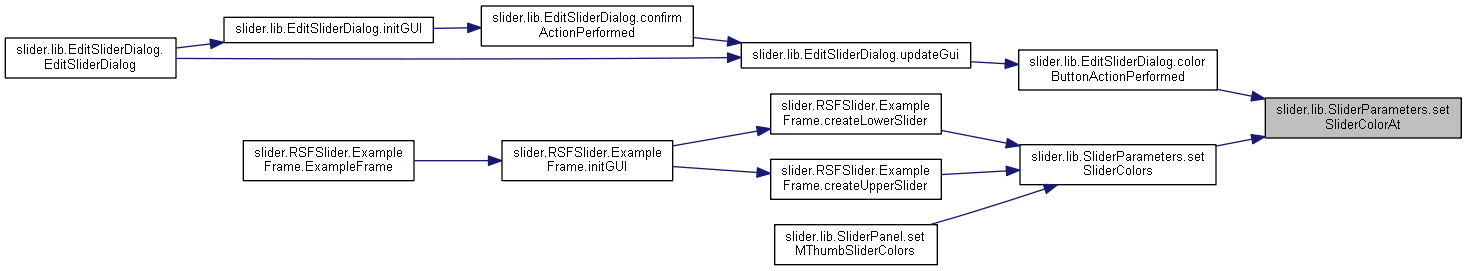 slider.lib.EditSliderDialog.
EditSliderDialog
slider.lib.EditSliderDialog.initGUI
slider.lib.EditSliderDialog.confirm
ActionPerformed
slider.lib.EditSliderDialog.updateGui
slider.lib.EditSliderDialog.color
ButtonActionPerformed
slider.lib.SliderParameters.set
SliderColorAt
slider.RSFSlider.Example
Frame.ExampleFrame
slider.RSFSlider.Example
Frame.initGUI
slider.RSFSlider.Example
Frame.createLowerSlider
slider.RSFSlider.Example
Frame.createUpperSlider
slider.lib.SliderParameters.set
SliderColors
slider.lib.SliderPanel.set
MThumbSliderColors